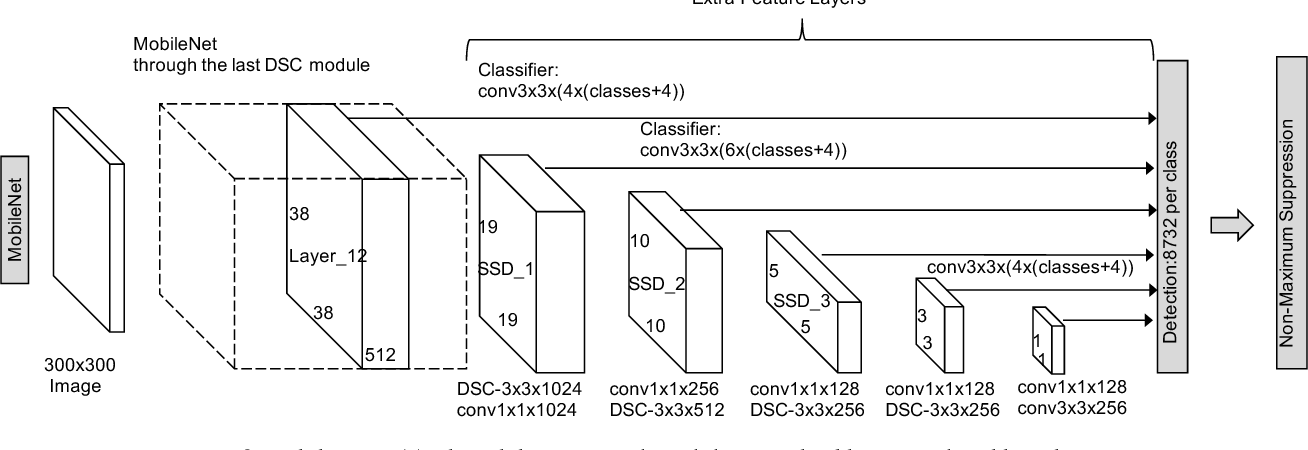 Extra Feature Layers
MobileNet
through the last DSC module
Classifier:
conv3x3x(4x(classes+4))
Classifier:
conv3x3x(6x(classes+4))
MobileNet
300x300
Image
38
Layer_12
38
512
19
SSD_1
19
10
SSD_2
10
5
SSD_3
5
conv3x3x(4x(classes+4))
3
3
1
1
Detection:8732 per class
Non-Maximum Suppression
DSC-3x3x1024
conv1x1x1024
conv1x1x256
DSC-3x3x512
conv1x1x128
DSC-3x3x256
conv1x1x128
DSC-3x3x256
conv1x1x128
conv3x3x256